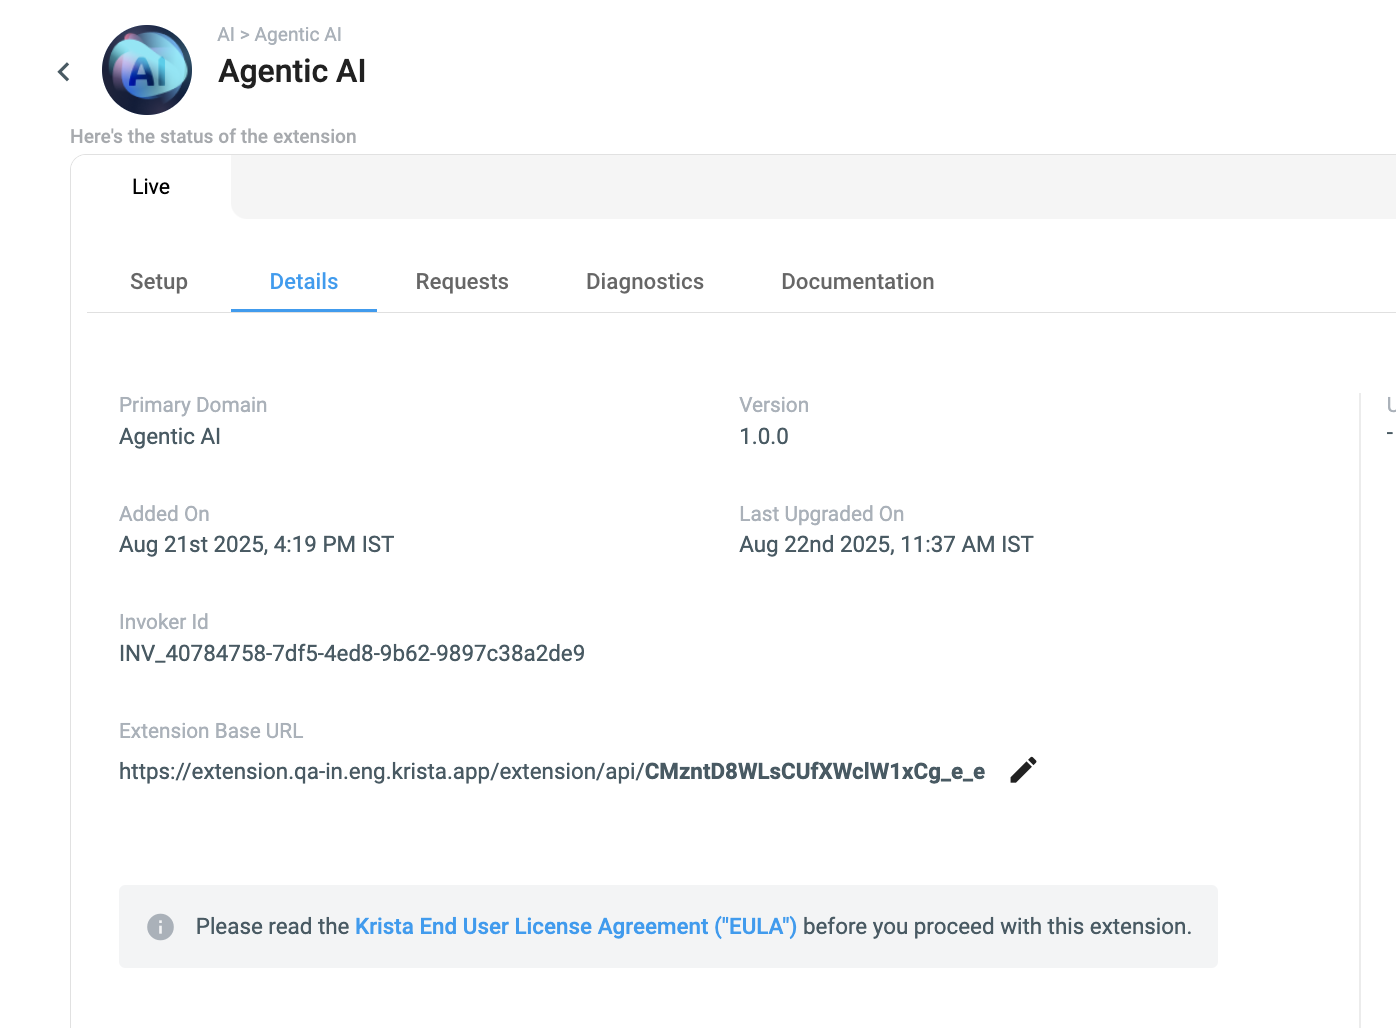 AI > Agentic AI
AI
Agentic AI
Here's the status of the extension
Live
Setup Details Requests Diagnostics Documentation
Primary Domain
Agentic AI
Version
1.0.0
Added On
Aug 21st 2025, 4:19 PM IST
Last Upgraded On
Aug 22nd 2025, 11:37 AM IST
Invoker Id
INV_40784758-7df5-4ed8-9b62-9897c38a2de9
Extension Base URL
https://extension.qa-in.eng.krista.app/extension/api/CMzntD8WLsCUfXWclW1xCg_e_e
Please read the Krista End User License Agreement ("EULA") before you proceed with this extension.